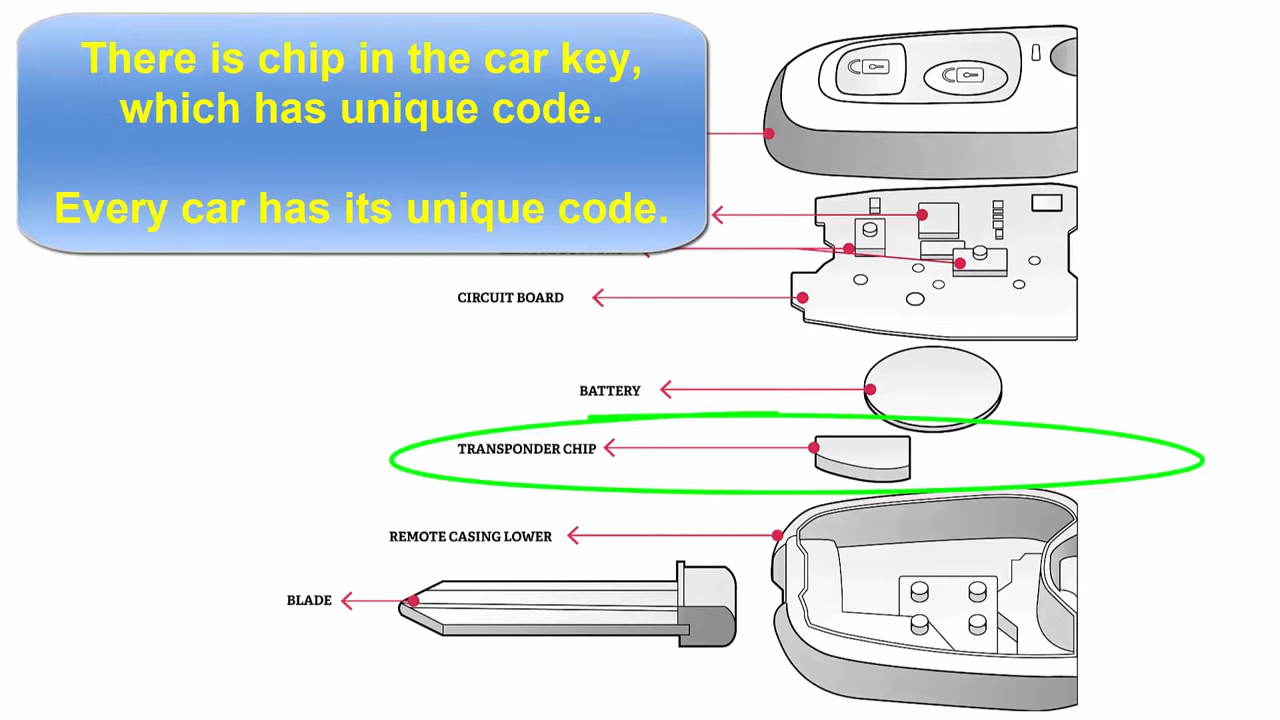 There is chip in the car key,
which has unique code.
Every car has its unique code.
CIRCUIT BOARD
BATTERY
TRANSPONDER CHIP
REMOTE CASING LOWER
BLADE